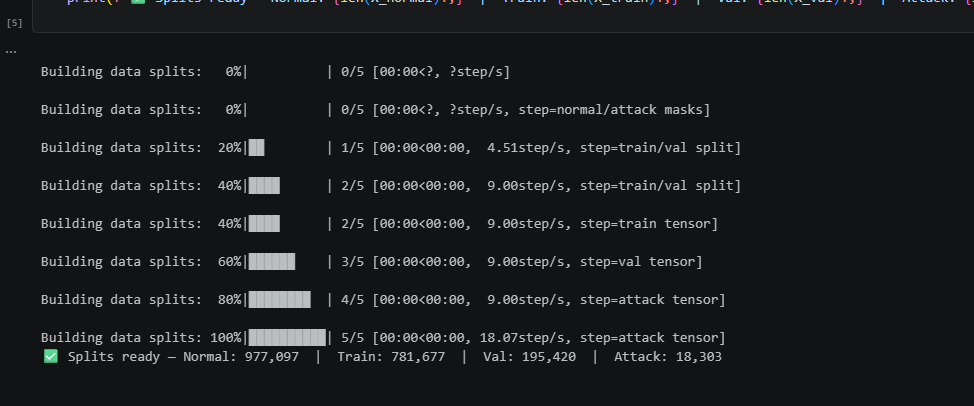 print(f"✅ Splits ready — Normal: {len(X_normal):,} | Train: {len(X_train):,} | Val: {len(X_val):,} | Attack: {
[5]
...
Building data splits:   0%|          | 0/5 [00:00<?, ?step/s]
Building data splits:   0%|          | 0/5 [00:00<?, ?step/s, step=normal/attack masks]
Building data splits:  20%|██        | 1/5 [00:00<00:00,  4.51step/s, step=train/val split]
Building data splits:  40%|████      | 2/5 [00:00<00:00,  9.00step/s, step=train/val split]
Building data splits:  40%|████      | 2/5 [00:00<00:00,  9.00step/s, step=train tensor]
Building data splits:  60%|██████    | 3/5 [00:00<00:00,  9.00step/s, step=val tensor]
Building data splits:  80%|████████  | 4/5 [00:00<00:00,  9.00step/s, step=attack tensor]
Building data splits: 100%|██████████| 5/5 [00:00<00:00, 18.07step/s, step=attack tensor]
✅ Splits ready — Normal: 977,097  |  Train: 781,677  |  Val: 195,420  |  Attack: 18,303